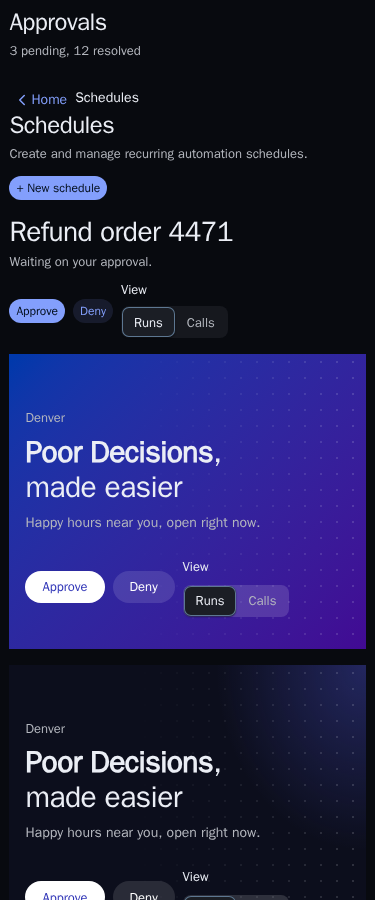 Approvals
3 pending, 12 resolved
Home Schedules
Schedules
Create and manage recurring automation schedules.
+ New schedule
Refund order 4471
Waiting on your approval.
View
Approve Deny Runs Calls
Denver
Poor Decisions,
made easier
Happy hours near you, open right now.
View
Approve Deny Runs Calls
Denver
Poor Decisions,
made easier
Happy hours near you, open right now.
View
Approve Deny